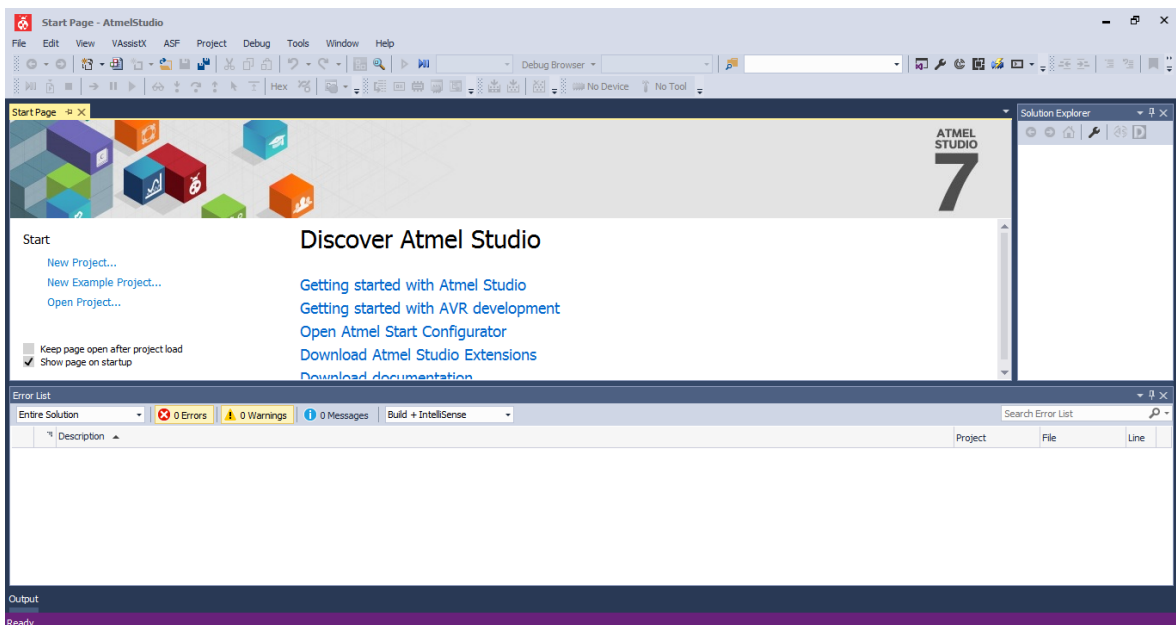 Start Page - AtmelStudio
File Edit View VAssistX ASF Project Debug Tools Window Help
Debug Browser
Hex No Device No Tool
Start Page
Solution Explorer
ATMEL
STUDIO
7
Start
New Project...
New Example Project...
Open Project...
Keep page open after project load
Show page on startup
Discover Atmel Studio
Getting started with Atmel Studio
Getting started with AVR development
Open Atmel Start Configurator
Download Atmel Studio Extensions
Download documentation
Error List
Entire Solution 0 Errors 0 Warnings 0 Messages Build + IntelliSense Search Error List
Description Project File Line
Output
Ready